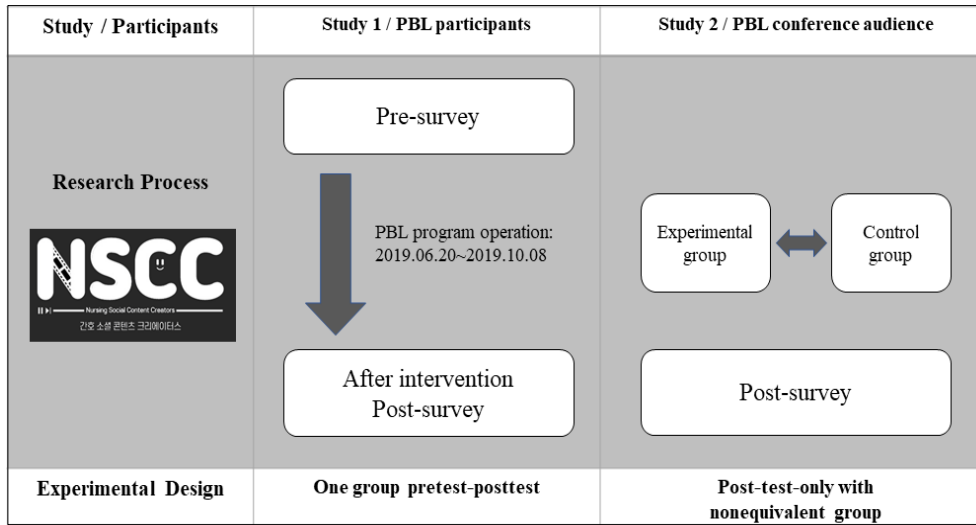 Study / Participants
Study 1 / PBL participants
Study 2 / PBL conference audience
Research Process
NSCC
Nursing Social Content Creators
간호 소셜 콘텐츠 크리에이터스
Pre-survey
PBL program operation:
2019.06.20~2019.10.08
After intervention
Post-survey
Experimental
group
Control
group
Post-survey
Experimental Design
One group pretest-posttest
Post-test-only with
nonequivalent group